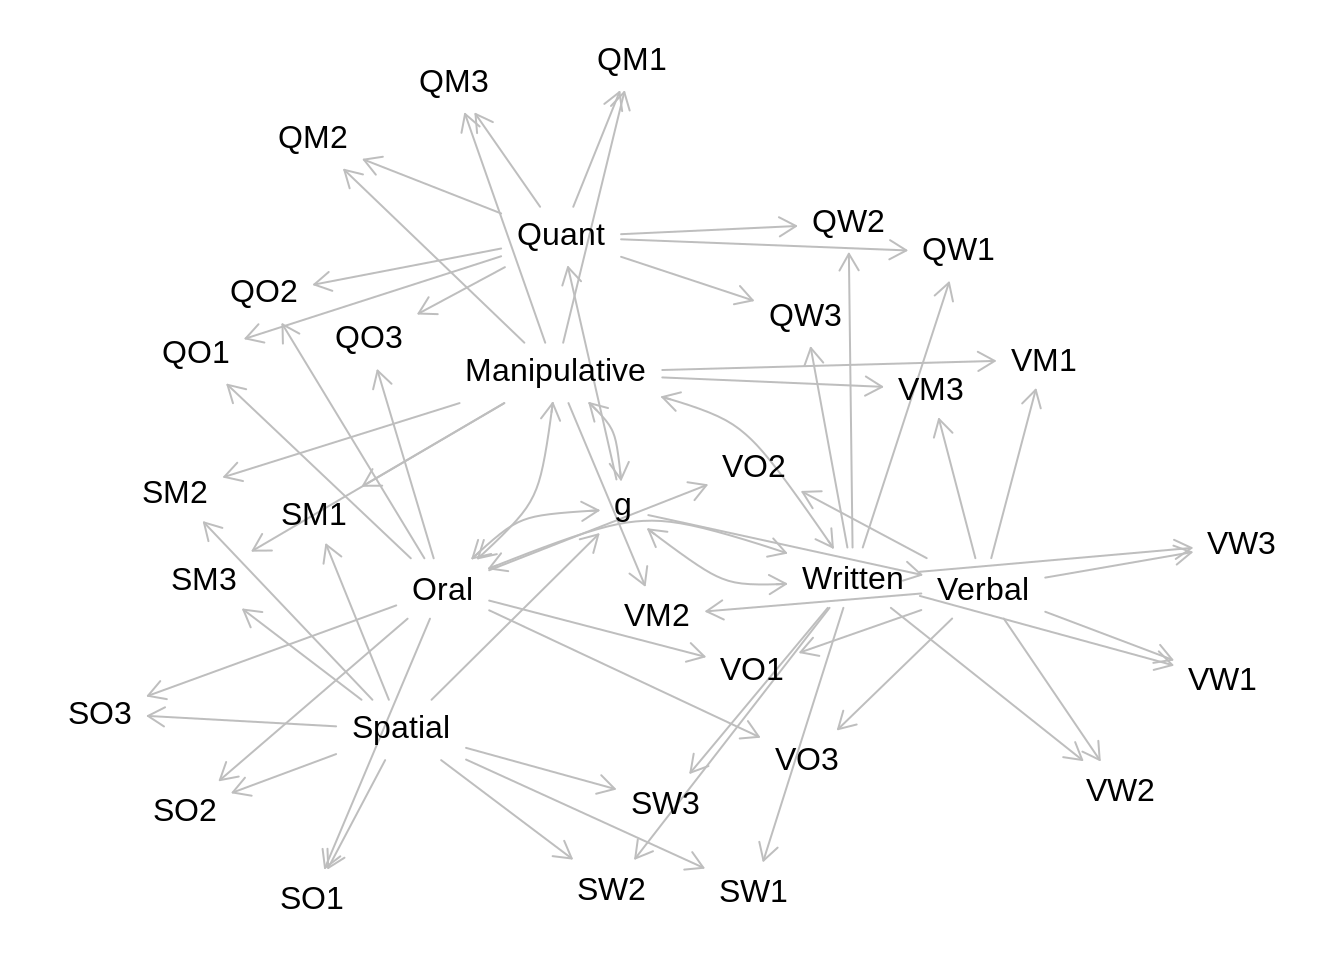 QM1
QM3
QM2
QW2
Quant
QW1
QO2
QW3
QO3
QO1
VM1
Manipulative
VM3
VO2
SM2
g
SM1
VW3
SM3
Written
Oral
Verbal
VM2
VO1
VW1
SO3
Spatial
VO3
VW2
SW3
SO2
SW2
SW1
SO1